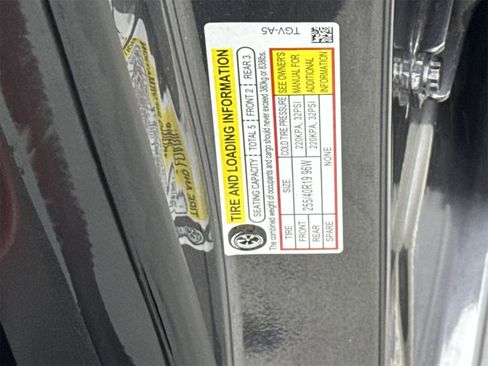 TGV-A5
TIRE AND LOADING INFORMATION
SEATING CAPACITY TOTAL 5 FRONT 2 REAR 3
The combined weight of occupants and cargo should never exceed 380kg or 838lbs.
TIRE SIZE COLD TIRE PRESSURE SEE OWNER'S MANUAL FOR ADDITIONAL INFORMATION
FRONT 255/40R19 96W 220KPA, 32PSI
REAR 220KPA, 32PSI
SPARE NONE